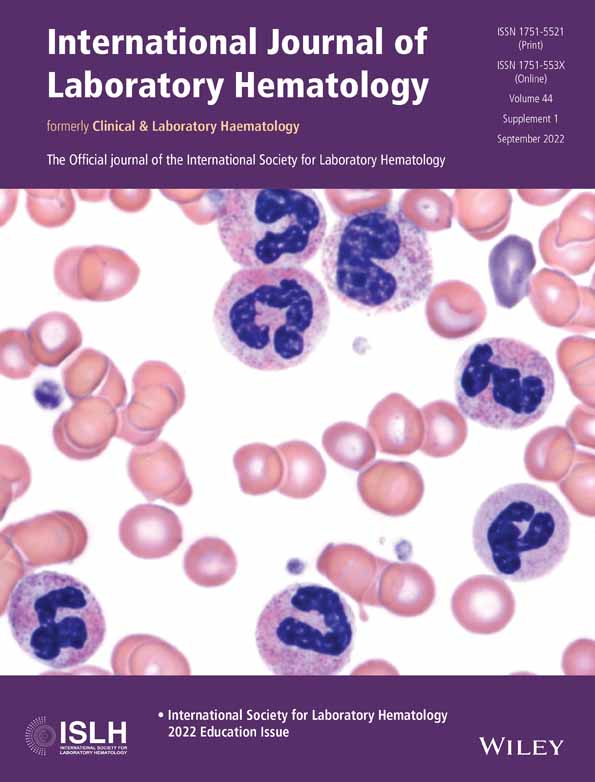 International Journal of
Laboratory Hematology
formerly Clinical & Laboratory Haematology
The Official journal of the International Society for Laboratory Hematology
ISSN 1751-5521
(Print)
ISSN 1751-553X
(Online)
Volume 44
Supplement 1
September 2022
ISLH
INTERNATIONAL SOCIETY FOR
LABORATORY HEMATOLOGY
• International Society for Laboratory Hematology
2022 Education Issue
WILEY